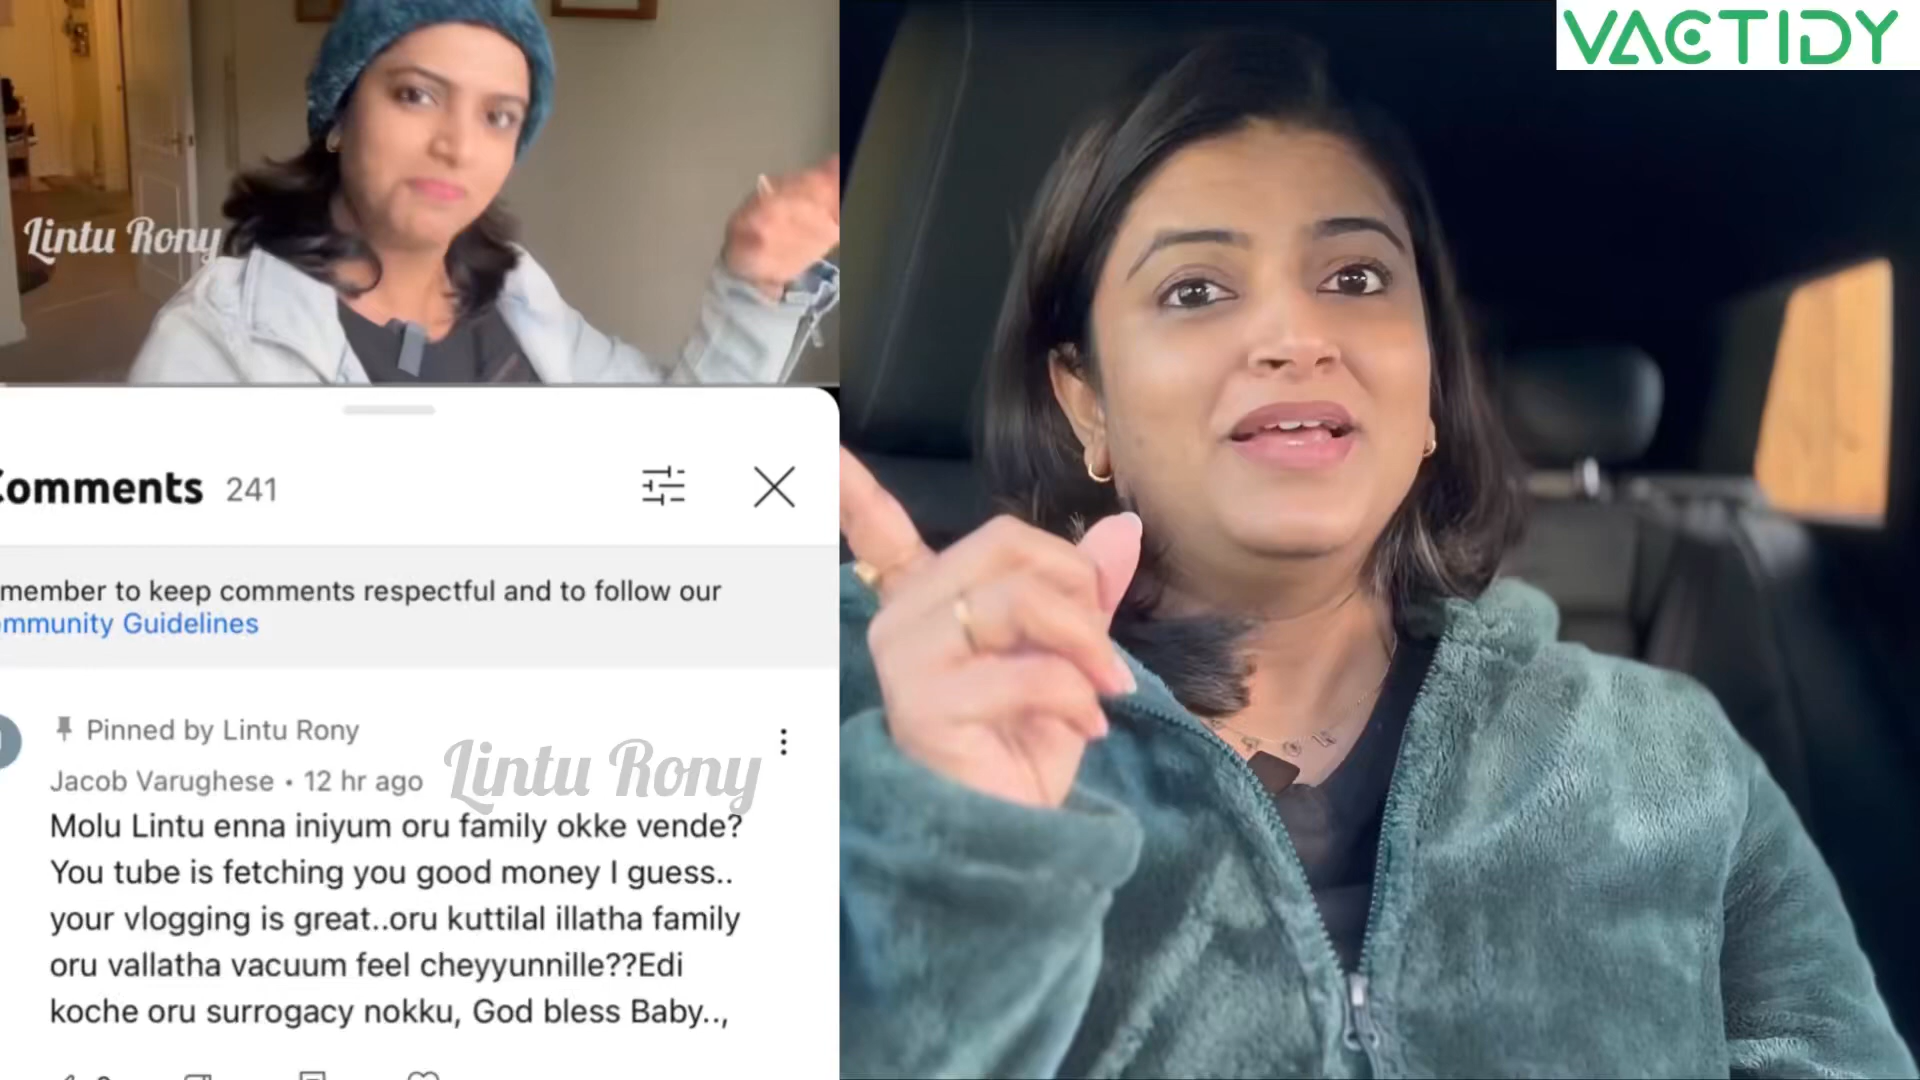 VACTIDY
Lintu Rony
Comments 241
member to keep comments respectful and to follow our
mmunity Guidelines
Pinned by Lintu Rony
Jacob Varughese • 12 hr ago
Lintu Rony
Molu Lintu enna iniyum oru family okke vende?
You tube is fetching you good money I guess..
your vlogging is great..oru kuttilal illatha family
oru vallatha vacuum feel cheyyunnille??Edi
koche oru surrogacy nokku, God bless Baby..,